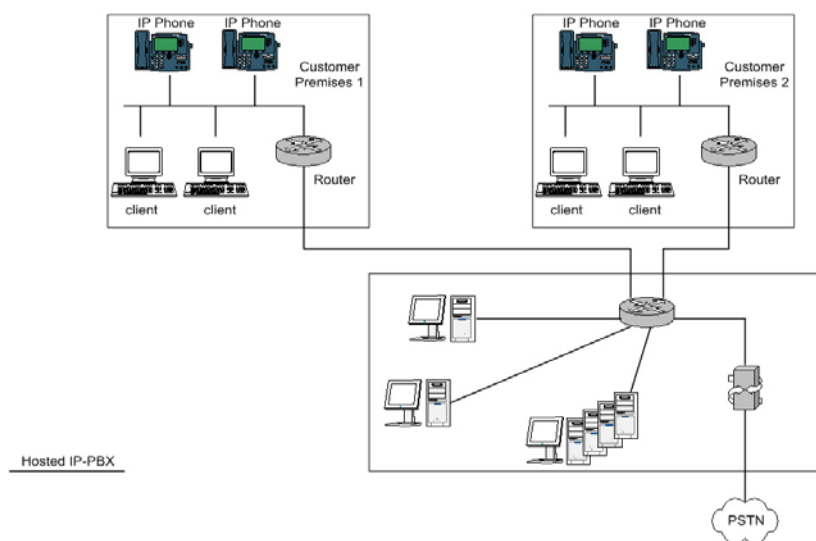 IP Phone
IP Phone
Customer
Premises 1
client
client
Router
IP Phone
IP Phone
Customer
Premises 2
client
client
Router
Hosted IP-PBX
PSTN